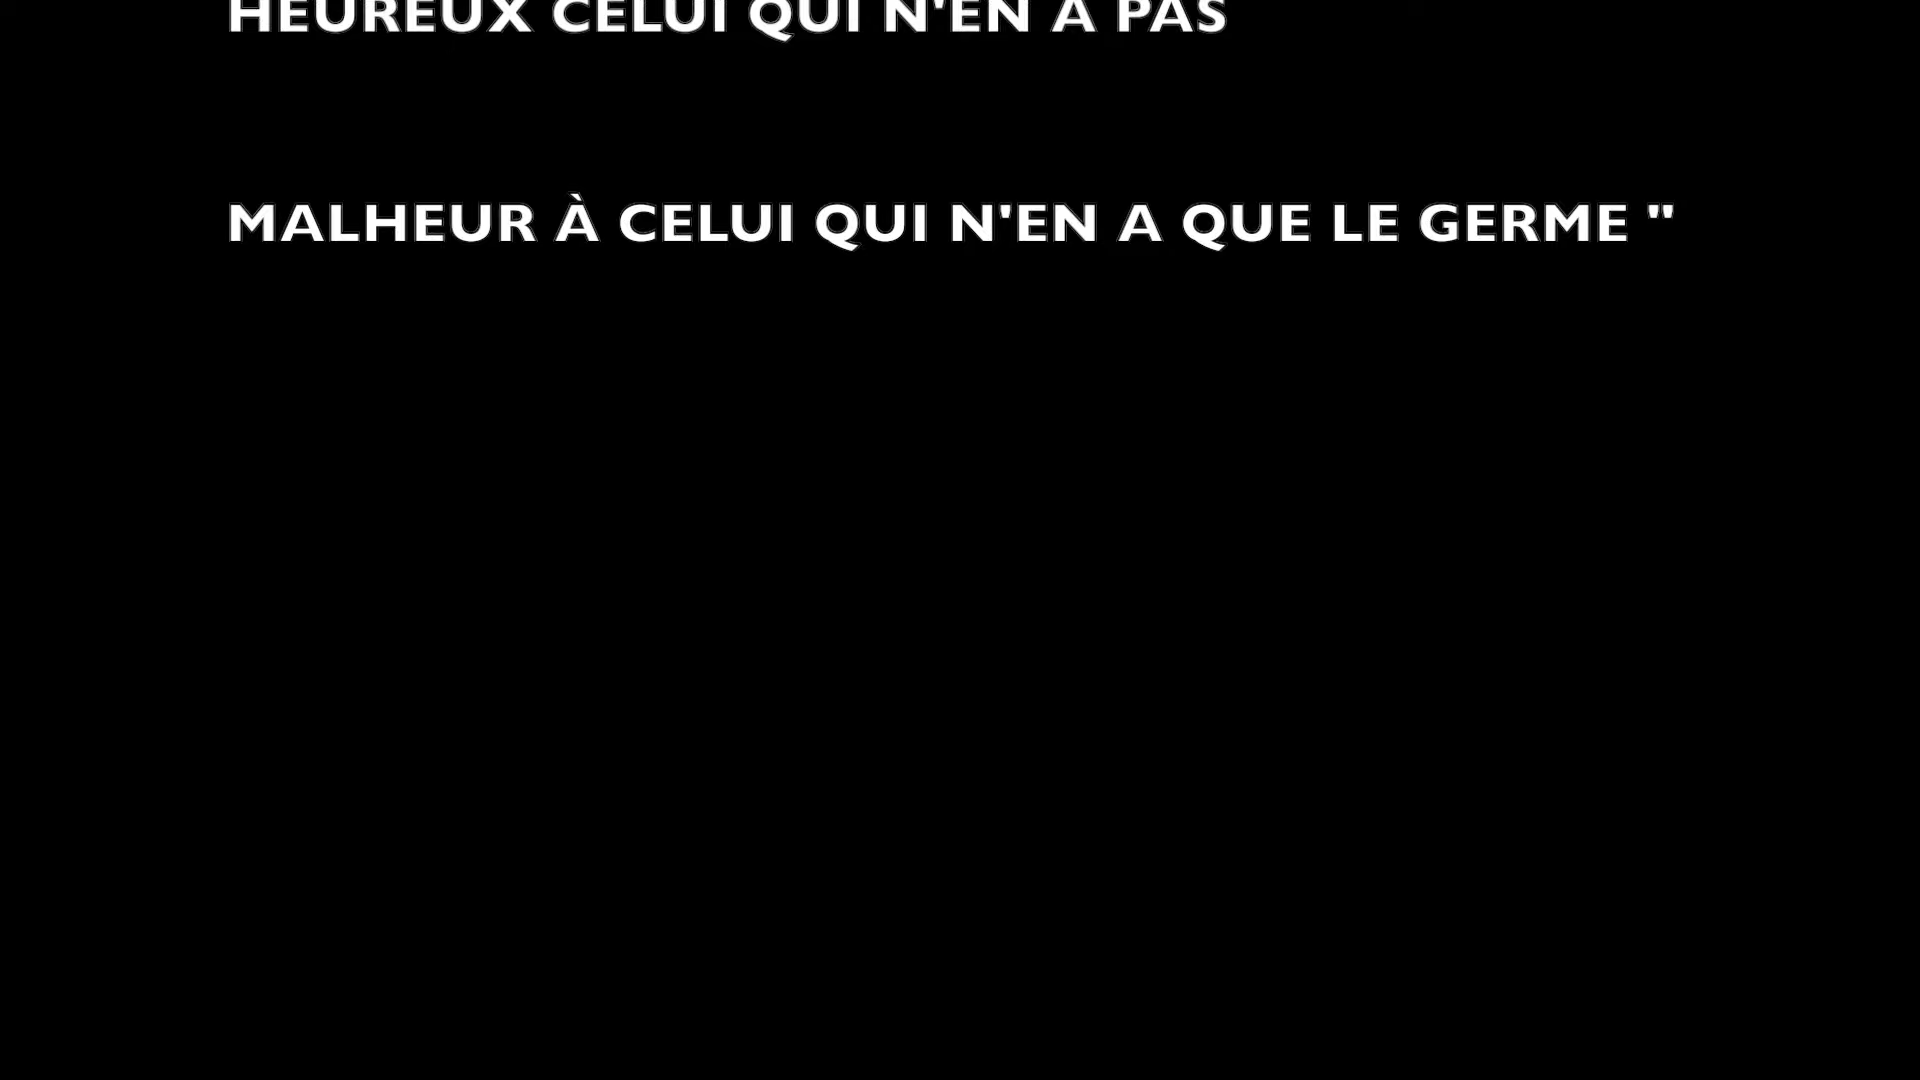 HEUREUX CELUI QUI N'EN A PAS
MALHEUR À CELUI QUI N'EN A QUE LE GERME "